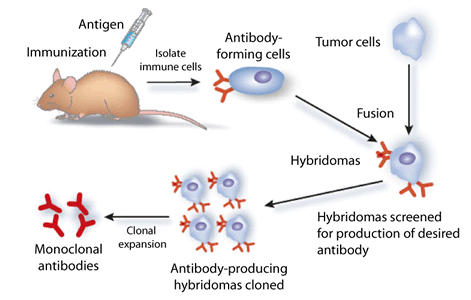 Antigen
Immunization
Isolate
immune cells
Antibody-
forming cells
Tumor cells
Fusion
Hybridomas
Hybridomas screened
for production of desired
antibody
Antibody-producing
hybridomas cloned
Clonal
expansion
Monoclonal
antibodies